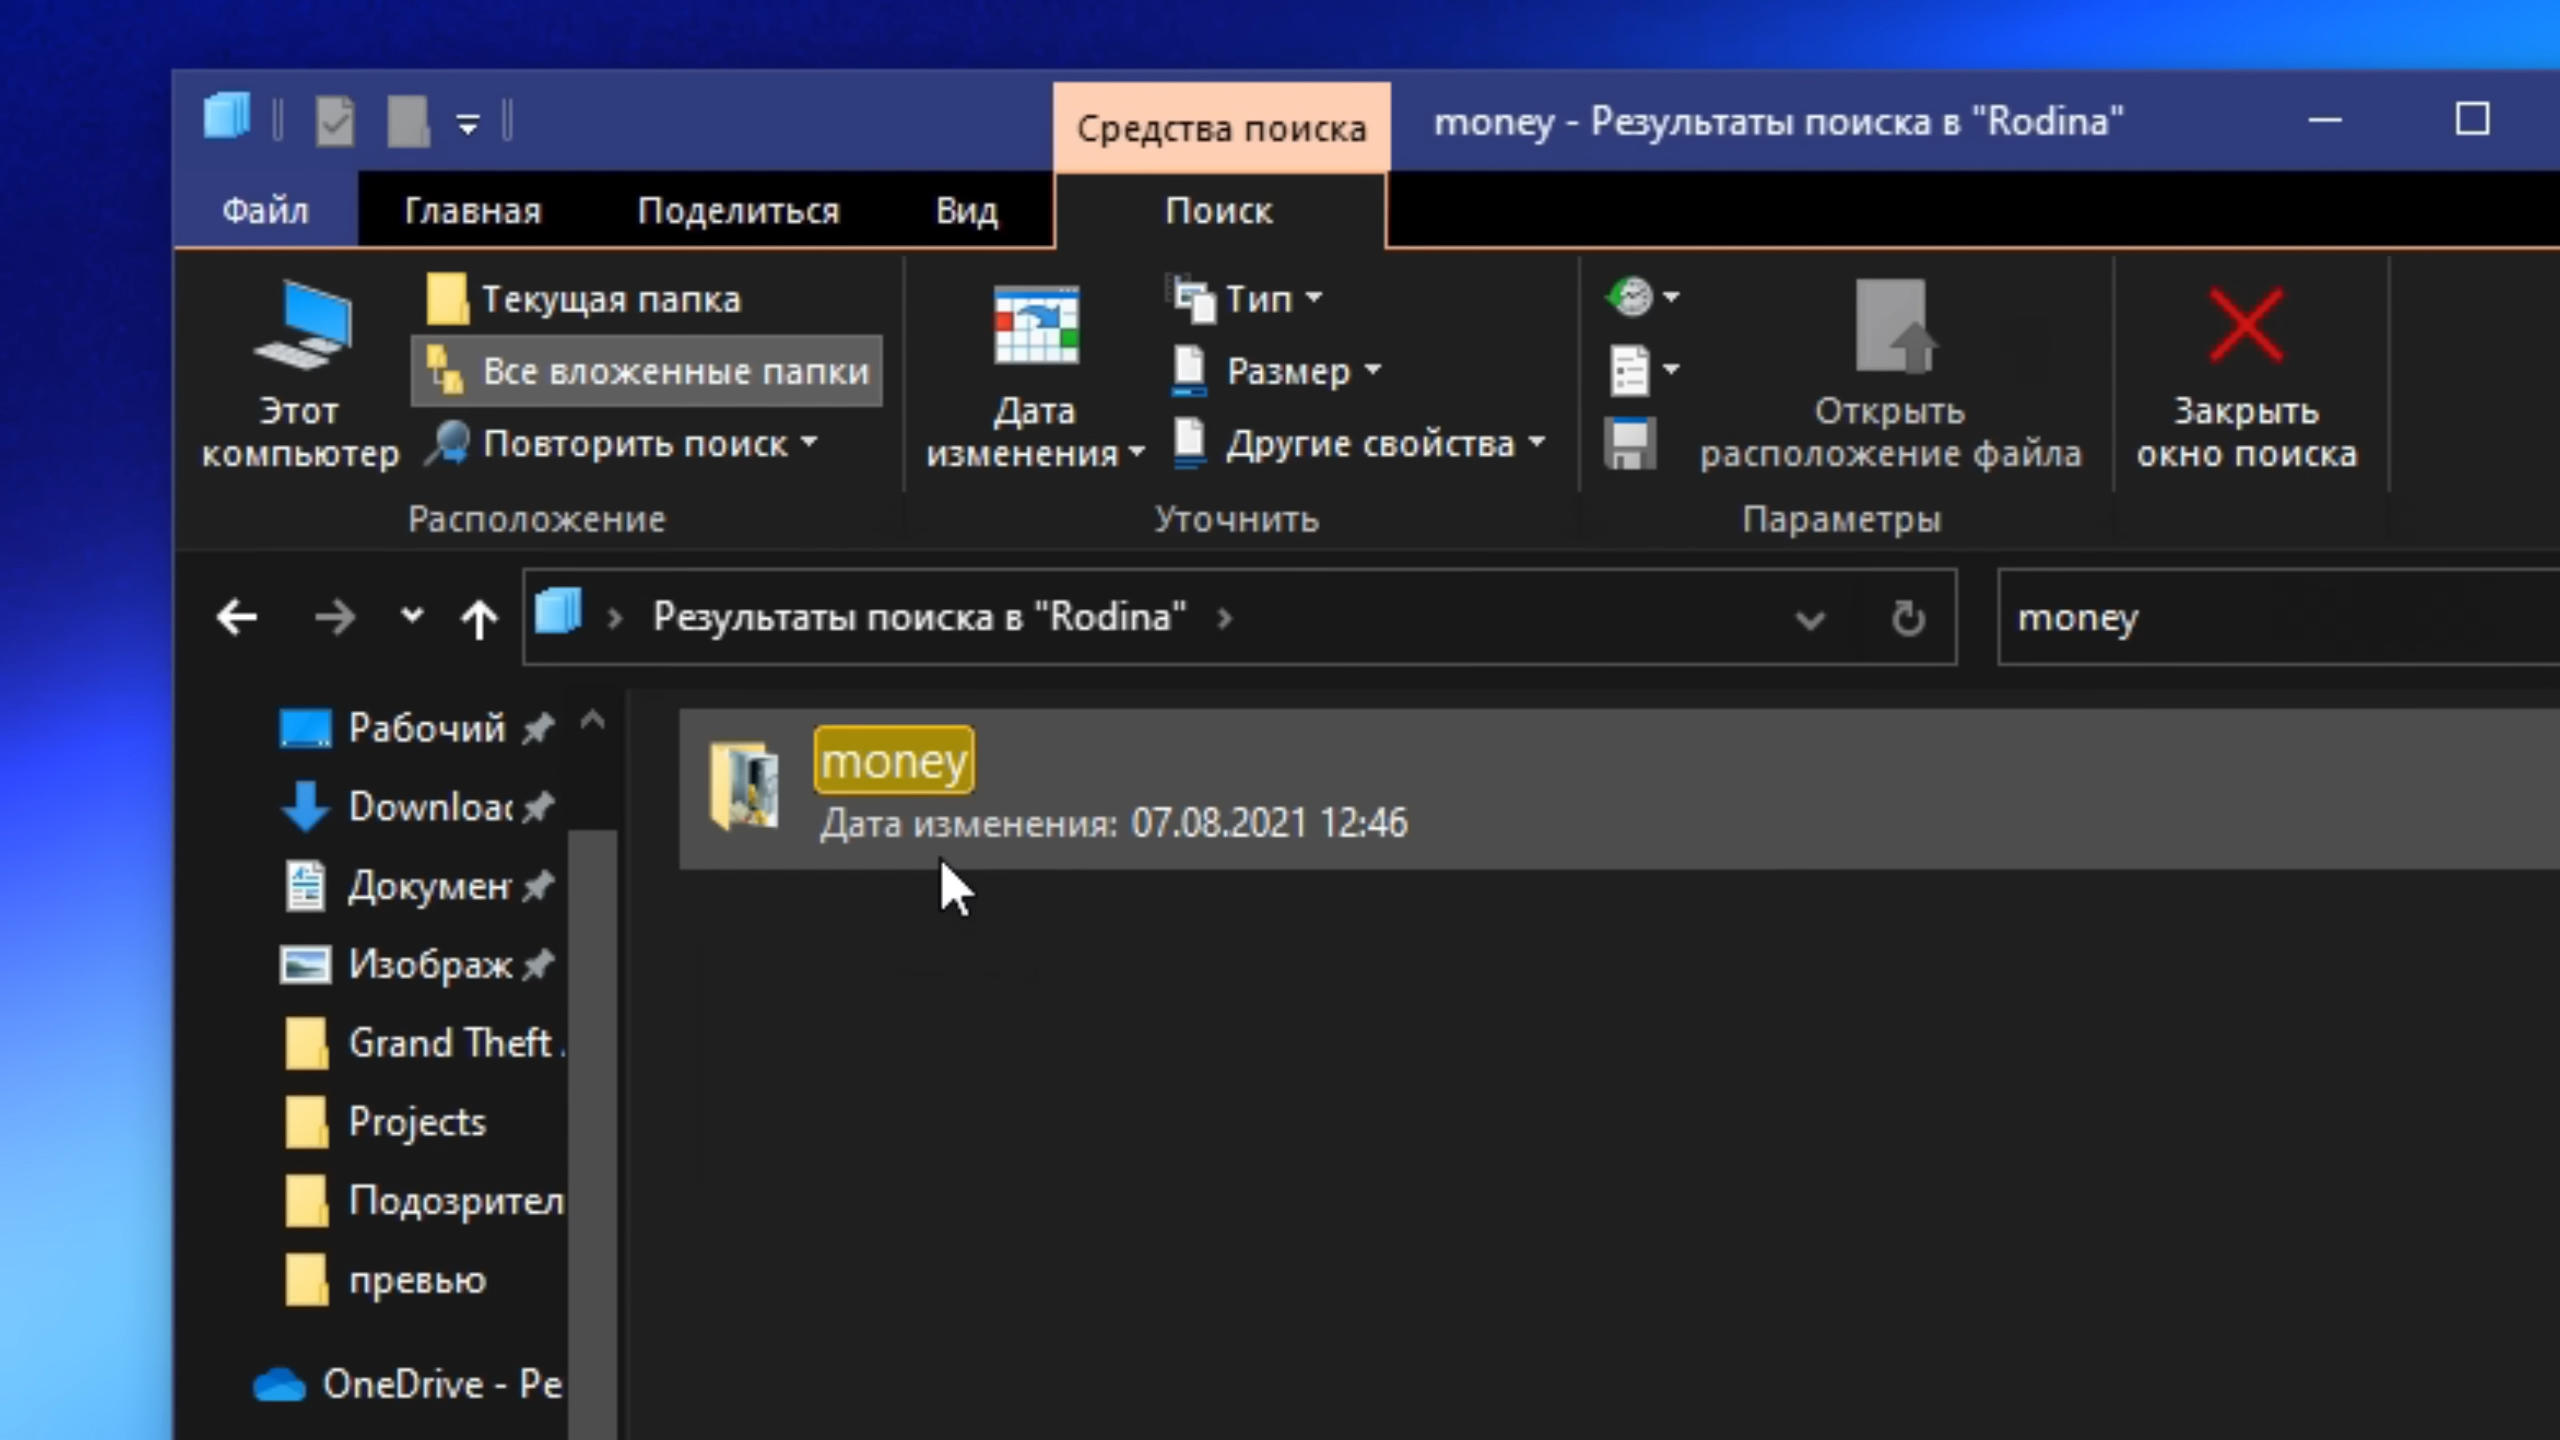 Средства поиска
money - Результаты поиска в "Rodina"
Файл
Главная
Поделиться
Вид
Поиск
Этот
компьютер
Текущая папка
Все вложенные папки
Повторить поиск
Расположение
Дата
изменения
Тип
Размер
Другие свойства
Уточнить
Открыть
расположение файла
Параметры
Закрыть
окно поиска
Результаты поиска в "Rodina"
money
Рабочий
Downloac
Докумен
Изображ
Grand Theft
Projects
Подозрител
превью
OneDrive - Pe
money
Дата изменения: 07.08.2021 12:46